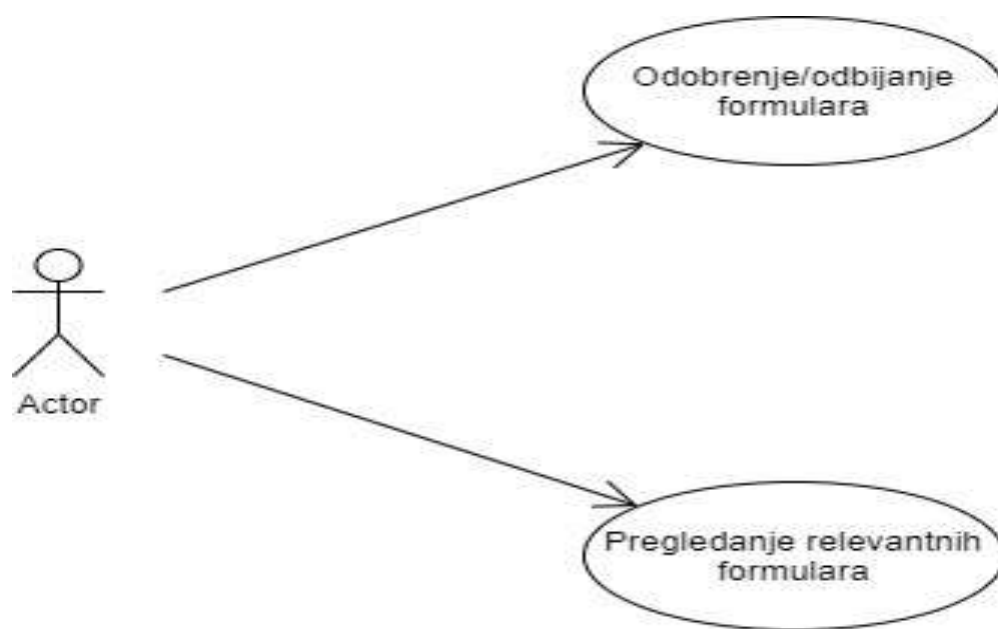 Odobrenje/odbijanje
formulara
Actor
Pregledanje relevantnih
formulara